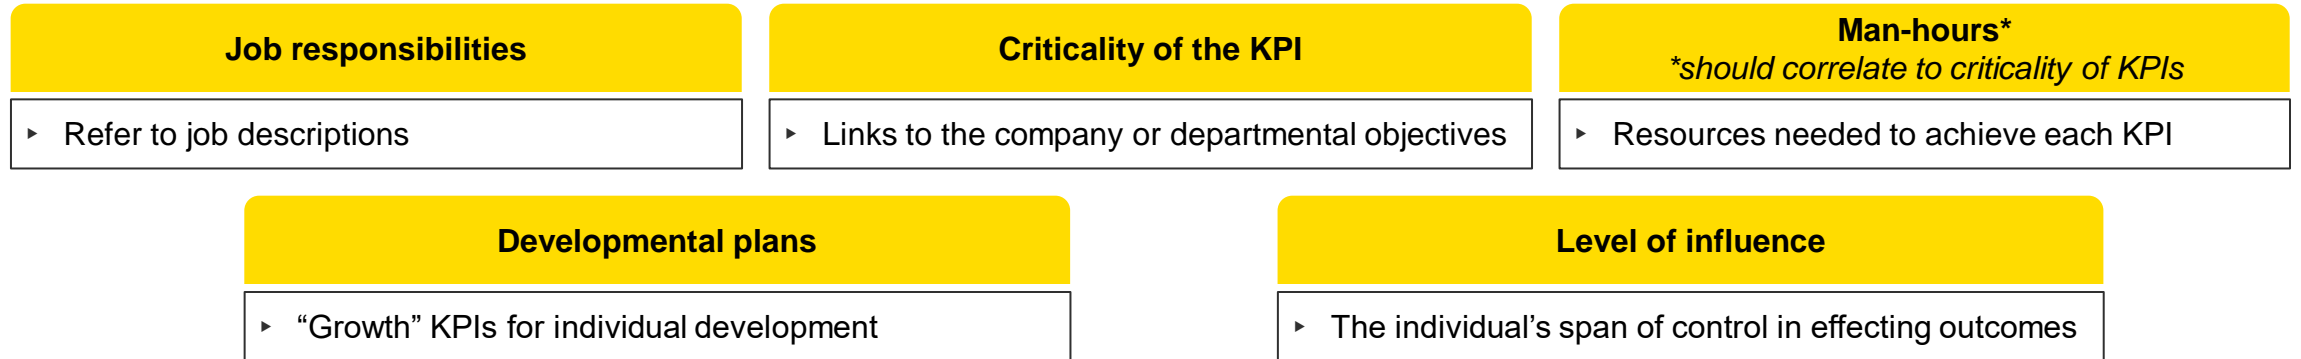 Job responsibilities
Criticality of the KPI
Man-hours*
*should correlate to criticality of KPIs
▸ Refer to job descriptions
▸ Links to the company or departmental objectives
▸ Resources needed to achieve each KPI
Developmental plans
Level of influence
▸ “Growth” KPIs for individual development
▸ The individual’s span of control in effecting outcomes